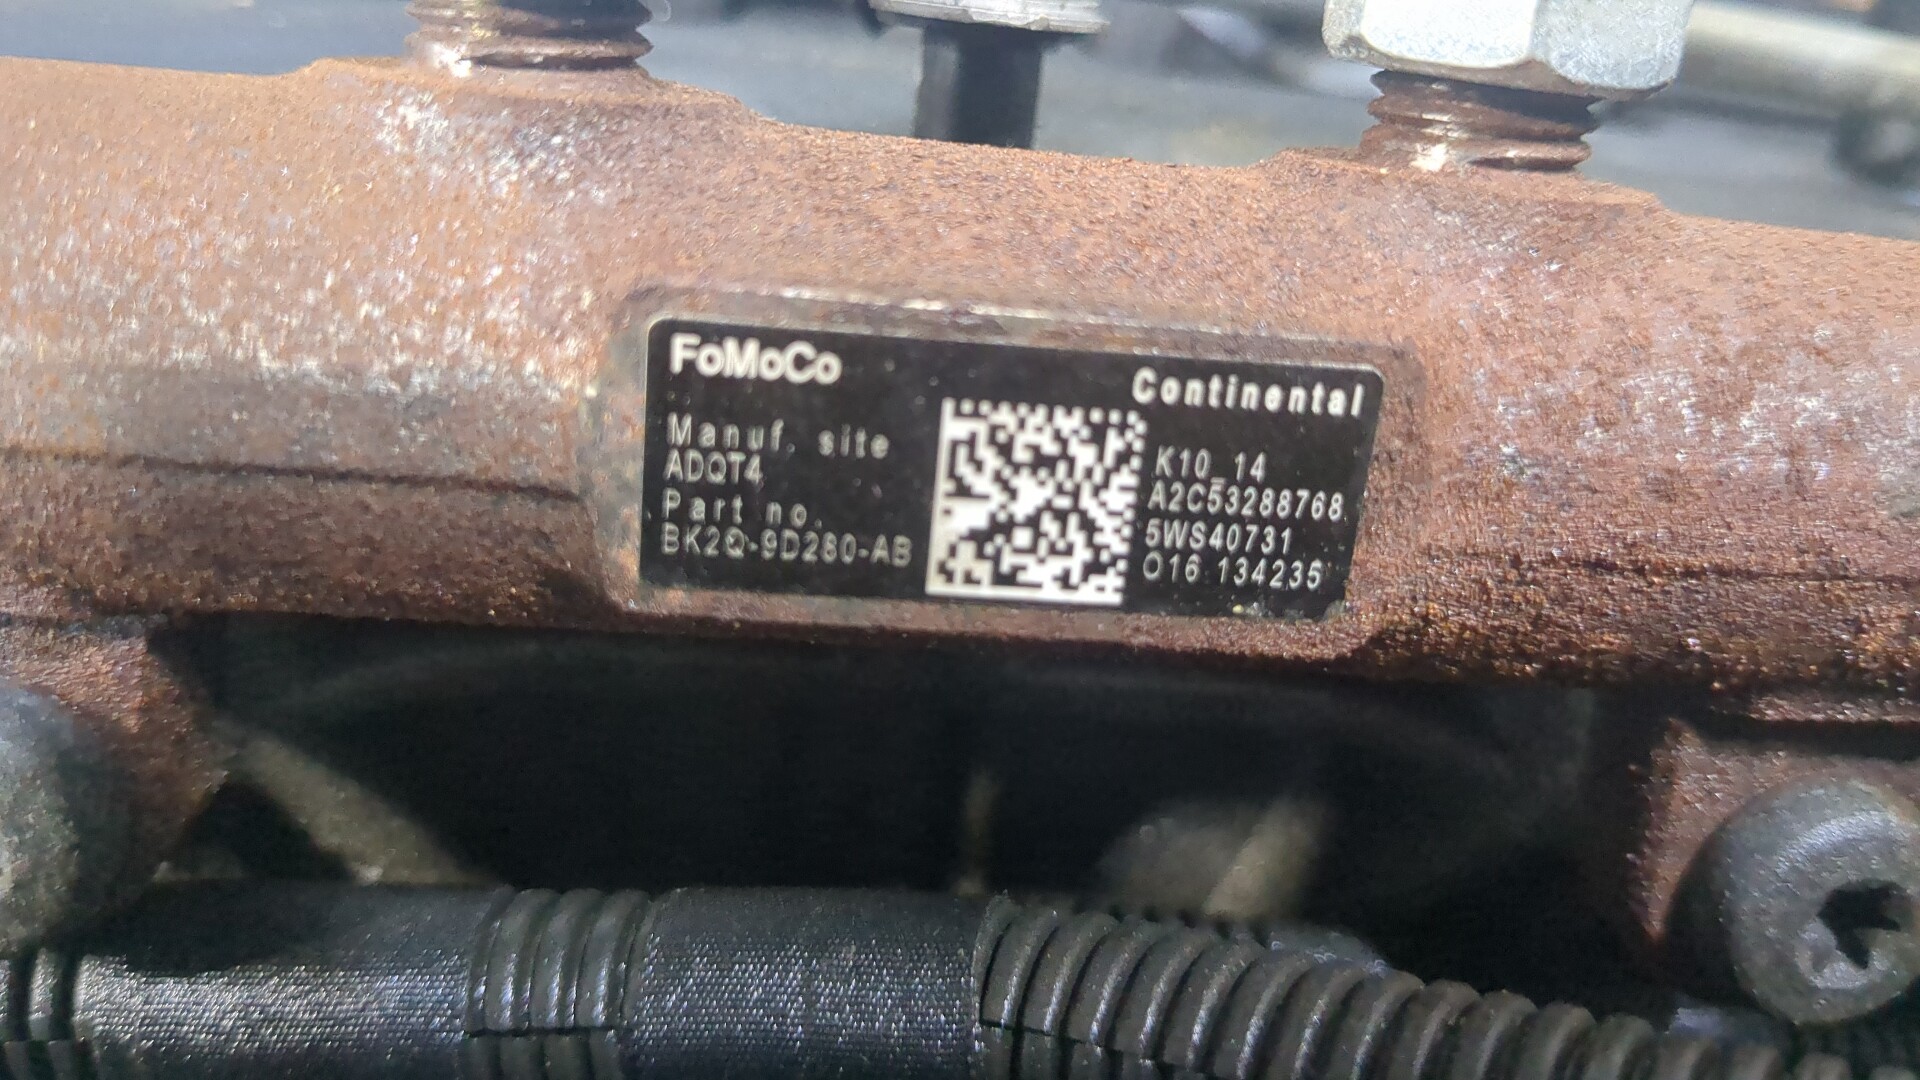 FoMoCo
Manuf. site
ADQT4
Part no.
BK2Q-9D280-AB
Continental
K10_14
A2C53288768
5WS40731
O16 134235